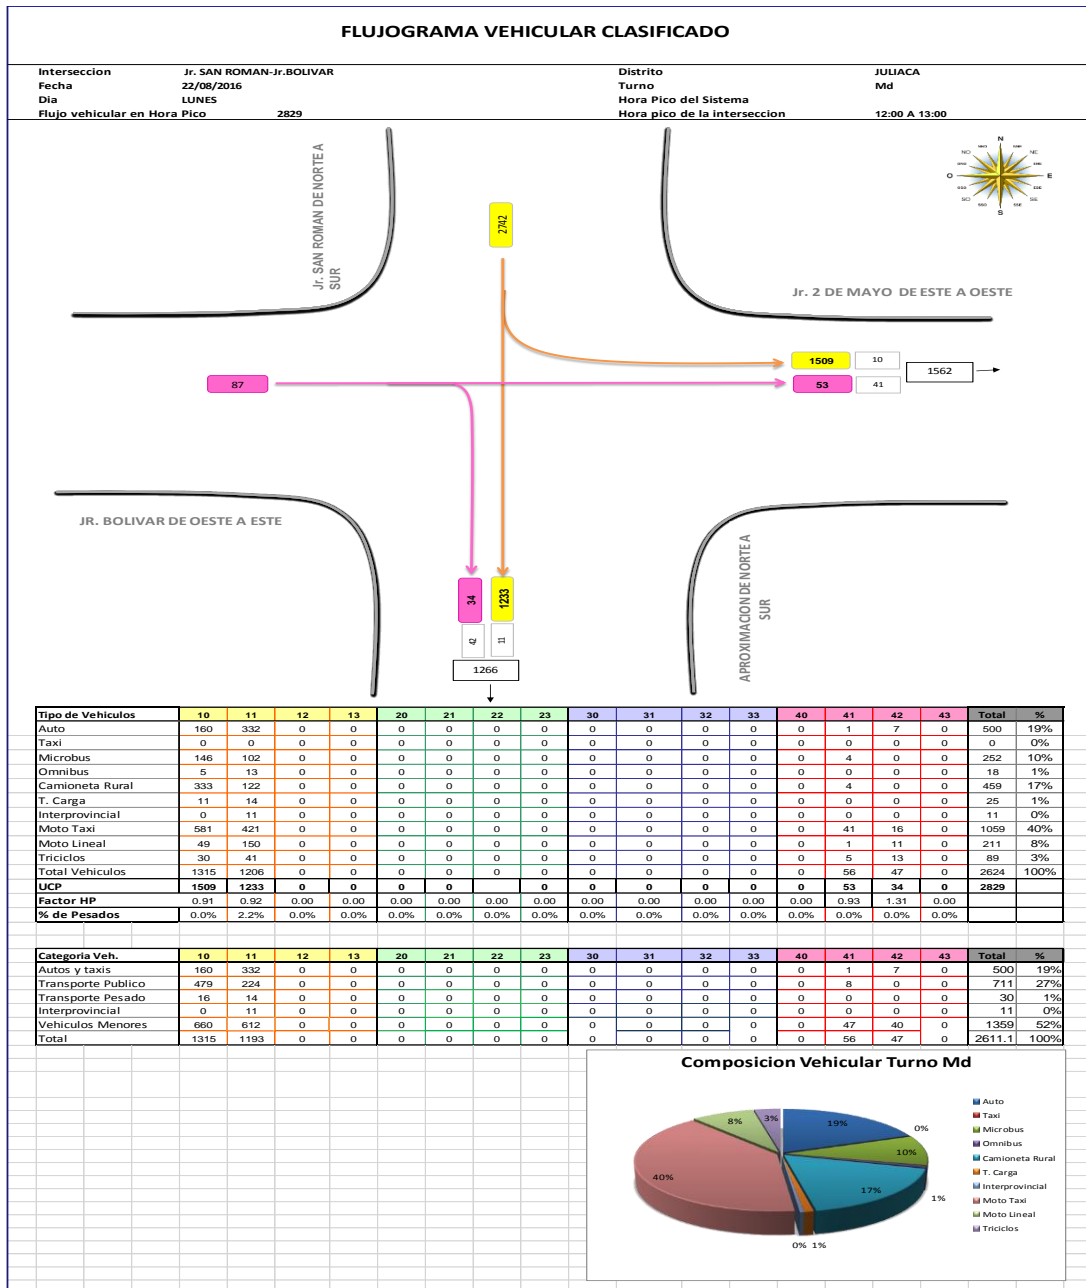 FLUJOGRAMA VEHICULAR CLASIFICADO
Interseccion Jr. SAN ROMAN-Jr.BOLIVAR Distrito JULIACA
Fecha 22/08/2016 Turno Md
Dia LUNES Hora Pico del Sistema
Flujo vehicular en Hora Pico 2829 Hora pico de la interseccion 12:00 A 13:00
N
NO NE
O E
SO SE
SSO SSE
S
Jr. SAN ROMAN DE NORTE A
SUR
2742
Jr. 2 DE MAYO DE ESTE A OESTE
1509 10
1562
87
53 41
JR. BOLIVAR DE OESTE A ESTE
APROXIMACION DE NORTE A
SUR
34 1233
42 11
1266
Tipo de Vehiculos 10 11 12 13 20 21 22 23 30 31 32 33 40 41 42 43 Total %
Auto 160 332 0 0 0 0 0 0 0 0 0 0 0 1 7 0 500 19%
Taxi 0 0 0 0 0 0 0 0 0 0 0 0 0 0 0 0 0 0%
Microbus 146 102 0 0 0 0 0 0 0 0 0 0 0 4 0 0 252 10%
Omnibus 5 13 0 0 0 0 0 0 0 0 0 0 0 0 0 0 18 1%
Camioneta Rural 333 122 0 0 0 0 0 0 0 0 0 0 0 4 0 0 459 17%
T. Carga 11 14 0 0 0 0 0 0 0 0 0 0 0 0 0 0 25 1%
Interprovincial 0 11 0 0 0 0 0 0 0 0 0 0 0 0 0 0 11 0%
Moto Taxi 581 421 0 0 0 0 0 0 0 0 0 0 0 41 16 0 1059 40%
Moto Lineal 49 150 0 0 0 0 0 0 0 0 0 0 0 1 11 0 211 8%
Triciclos 30 41 0 0 0 0 0 0 0 0 0 0 0 5 13 0 89 3%
Total Vehiculos 1315 1206 0 0 0 0 0 0 0 0 0 0 0 56 47 0 2624 100%
UCP 1509 1233 0 0 0 0 0 0 0 0 0 0 53 34 0 2829
Factor HP 0.91 0.92 0.00 0.00 0.00 0.00 0.00 0.00 0.00 0.00 0.00 0.00 0.00 0.93 1.31 0.00
% de Pesados 0.0% 2.2% 0.0% 0.0% 0.0% 0.0% 0.0% 0.0% 0.0% 0.0% 0.0% 0.0% 0.0% 0.0% 0.0% 0.0%
Categoria Veh. 10 11 12 13 20 21 22 23 30 31 32 33 40 41 42 43 Total %
Autos y taxis 160 332 0 0 0 0 0 0 0 0 0 0 0 1 7 0 500 19%
Transporte Publico 479 224 0 0 0 0 0 0 0 0 0 0 0 8 0 0 711 27%
Transporte Pesado 16 14 0 0 0 0 0 0 0 0 0 0 0 0 0 0 30 1%
Interprovincial 0 11 0 0 0 0 0 0 0 0 0 0 0 0 0 0 11 0%
Vehiculos Menores 660 612 0 0 0 0 0 0 0 0 0 0 0 47 40 0 1359 52%
Total 1315 1193 0 0 0 0 0 0 0 0 0 0 0 56 47 0 2611.1 100%
Composicion Vehicular Turno Md
19%
0%
10%
1%
17%
1%
0%
40%
8%
3%
Auto
Taxi
Microbus
Omnibus
Camioneta Rural
T. Carga
Interprovincial
Moto Taxi
Moto Lineal
Triciclos